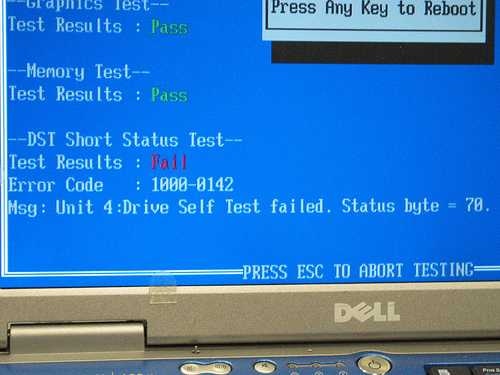 --Graphics Test--
Press Any Key to Reboot
Test Results : Pass
--Memory Test--
Test Results : Pass
--DST Short Status Test--
Test Results : Fail
Error Code : 1000-0142
Msg: Unit 4:Drive Self Test failed. Status byte = 70.
PRESS ESC TO ABORT TESTING
DELL